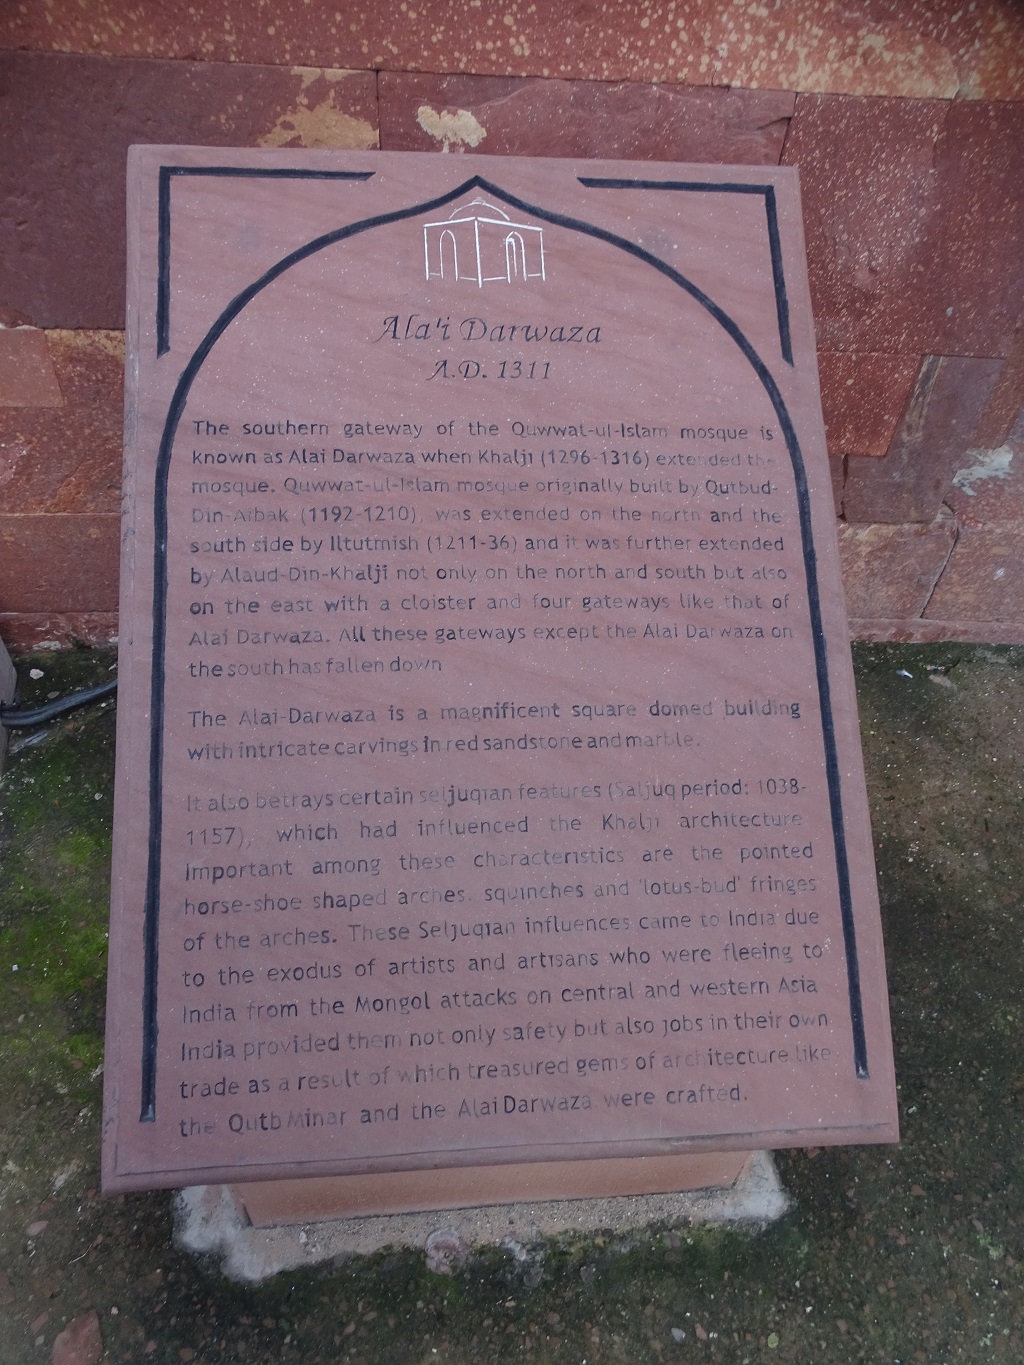 Ala'i Darwaza
A.D. 1311
The southern gateway of the Quwwat-ul-Islam mosque is
known as Alai Darwaza when Khalji (1296-1316) extended the
mosque. Quwwat-ul-Islam mosque originally built by Qutbud-
Din-Aibak (1192-1210), was extended on the north and the
south side by Iltutmish (1211-36) and it was further extended
by Alaud-Din-Khalji not only on the north and south but also
on the east with a cloister and four gateways like that of
Alai Darwaza. All these gateways except the Alai Darwaza on
the south has fallen down
The Alai-Darwaza is a magnificent square domed building
with intricate carvings in red sandstone and marble.
It also betrays certain seljuqian features (Saljuq period: 1038-
1157), which had influenced the Khalji architecture
Important among these characteristics are the pointed
horse-shoe shaped arches. squinches and 'lotus-bud' fringes
of the arches. These Seljuqian influences came to India due
to the exodus of artists and artisans who were fleeing to
India from the Mongol attacks on central and western Asia
India provided them not only safety but also jobs in their own
trade as a result of which treasured gems of architecture like
the Qutb Minar and the Alai Darwaza were crafted.